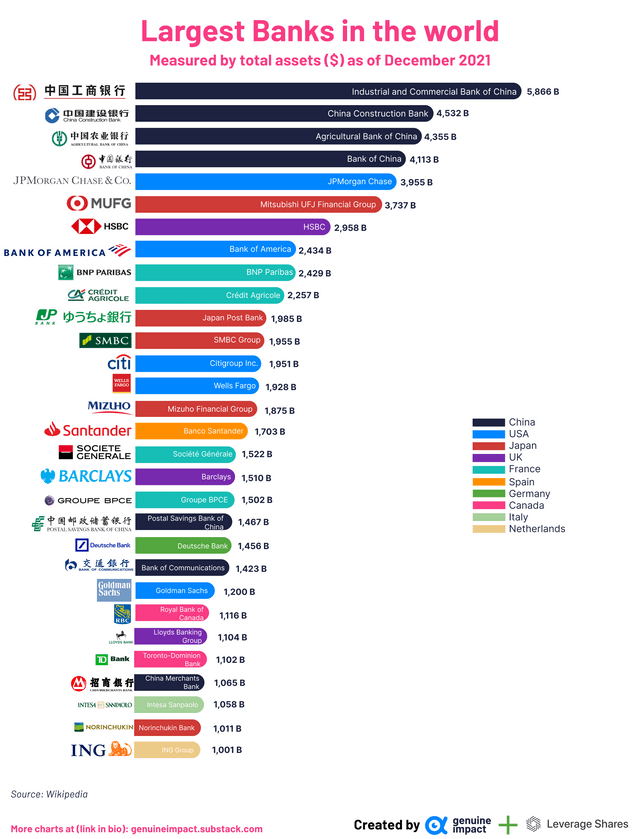 Largest Banks in the world
Measured by total assets ($) as of December 2021
中国工商银行 Industrial and Commercial Bank of China 5,866 B
中国建设银行 China Construction Bank China Construction Bank 4,532 B
中国农业银行 AGRICULTURAL BANK OF CHINA Agricultural Bank of China 4,355 B
中国银行 BANK OF CHINA Bank of China 4,113 B
JPMORGAN CHASE & CO. JPMorgan Chase 3,955 B
MUFG Mitsubishi UFJ Financial Group 3,737 B
HSBC HSBC 2,958 B
BANK OF AMERICA Bank of America 2,434 B
BNP PARIBAS BNP Paribas 2,429 B
CA CRÉDIT AGRICOLE Crédit Agricole 2,257 B
JP BANK ゆうちょ銀行 Japan Post Bank 1,985 B
SMBC SMBC Group 1,955 B
citi Citigroup Inc. 1,951 B
WELLS FARGO Wells Fargo 1,928 B
MIZUHO Mizuho Financial Group 1,875 B
Santander Banco Santander 1,703 B
SOCIETE GENERALE Société Générale 1,522 B
BARCLAYS Barclays 1,510 B
GROUPE BPCE Groupe BPCE 1,502 B
中国邮政储蓄银行 POSTAL SAVINGS BANK OF CHINA Postal Savings Bank of China 1,467 B
Deutsche Bank Deutsche Bank 1,456 B
交通银行 BANK OF COMMUNICATIONS Bank of Communications 1,423 B
Goldman Sachs Goldman Sachs 1,200 B
RBC Royal Bank of Canada 1,116 B
LLOYDS BANK Lloyds Banking Group 1,104 B
TD Bank Toronto-Dominion Bank 1,102 B
招商银行 CHINA MERCHANTS BANK China Merchants Bank 1,065 B
INTESA SANPAOLO Intesa Sanpaolo 1,058 B
NORINCHUKIN Norinchukin Bank 1,011 B
ING ING Group 1,001 B
China
USA
Japan
UK
France
Spain
Germany
Canada
Italy
Netherlands
Source: Wikipedia
More charts at (link in bio): genuineimpact.substack.com
Created by genuine impact + Leverage Shares